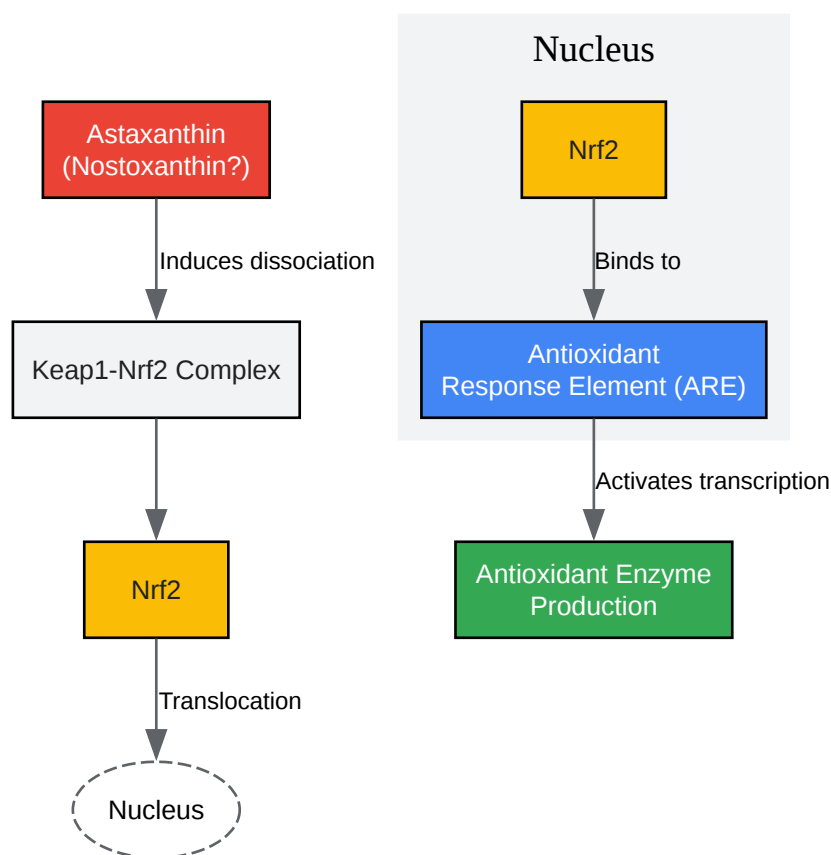 Astaxanthin
(Nostoxanthin?)
Induces dissociation
Keap1-Nrf2 Complex
Nrf2
Translocation
Nucleus
Nucleus
Nrf2
Binds to
Antioxidant
Response Element (ARE)
Activates transcription
Antioxidant Enzyme
Production